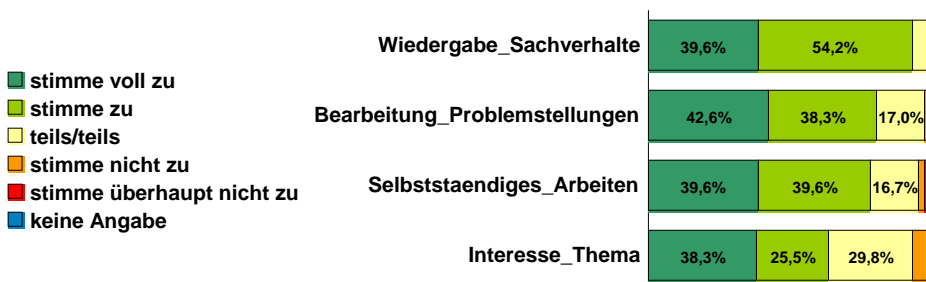 Wiedergabe_Sachverhalte 39,6% 54,2%
stimme voll zu
stimme zu
Bearbeitung_Problemstellungen 42,6% 38,3% 17,0%
teils/teils
stimme nicht zu
Selbststaendiges_Arbeiten 39,6% 39,6% 16,7%
stimme überhaupt nicht zu
keine Angabe
Interesse_Thema 38,3% 25,5% 29,8%